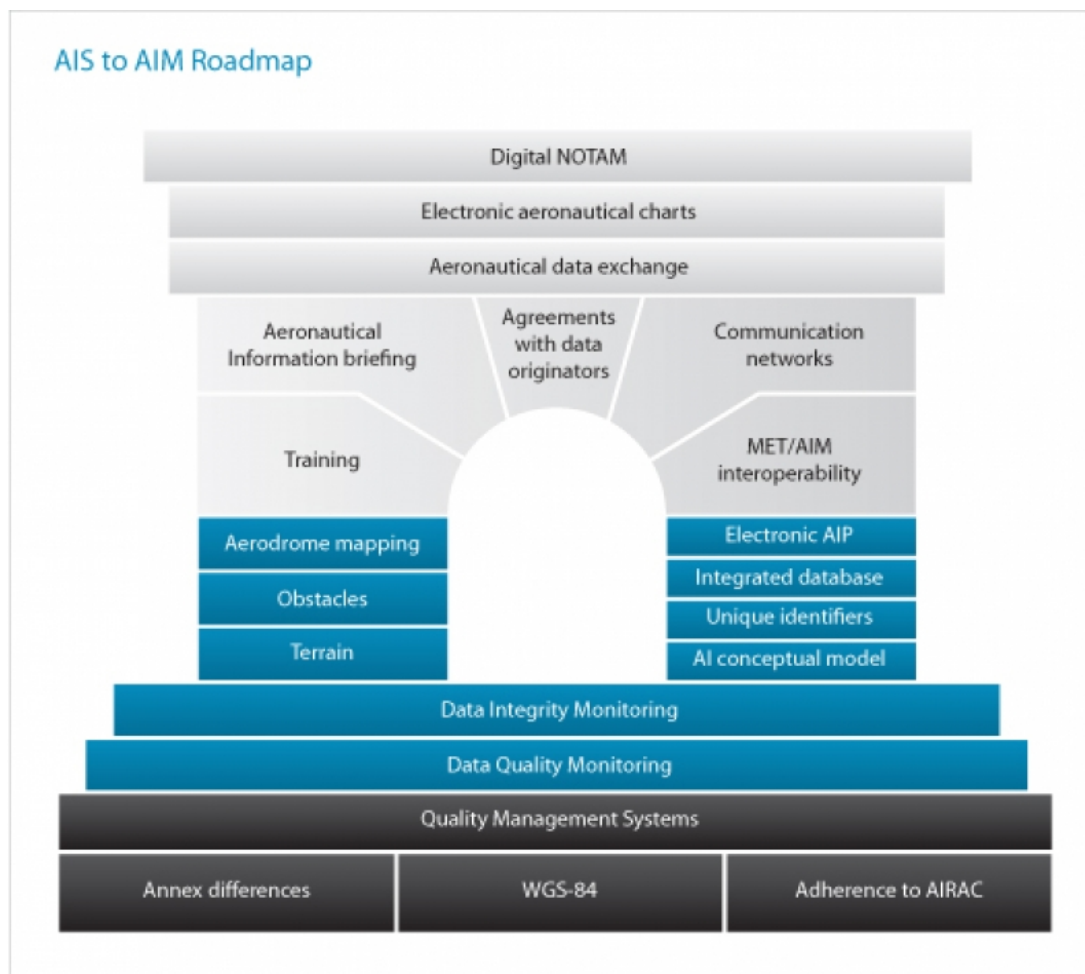 AIS to AIM Roadmap
Digital NOTAM
Electronic aeronautical charts
Aeronautical data exchange
Aeronautical
Information briefing
Agreements
with data
originators
Communication
networks
Training
MET/AIM
interoperability
Aerodrome mapping
Obstacles
Terrain
Electronic AIP
Integrated database
Unique identifiers
AI conceptual model
Data Integrity Monitoring
Data Quality Monitoring
Quality Management Systems
Annex differences
WGS-84
Adherence to AIRAC